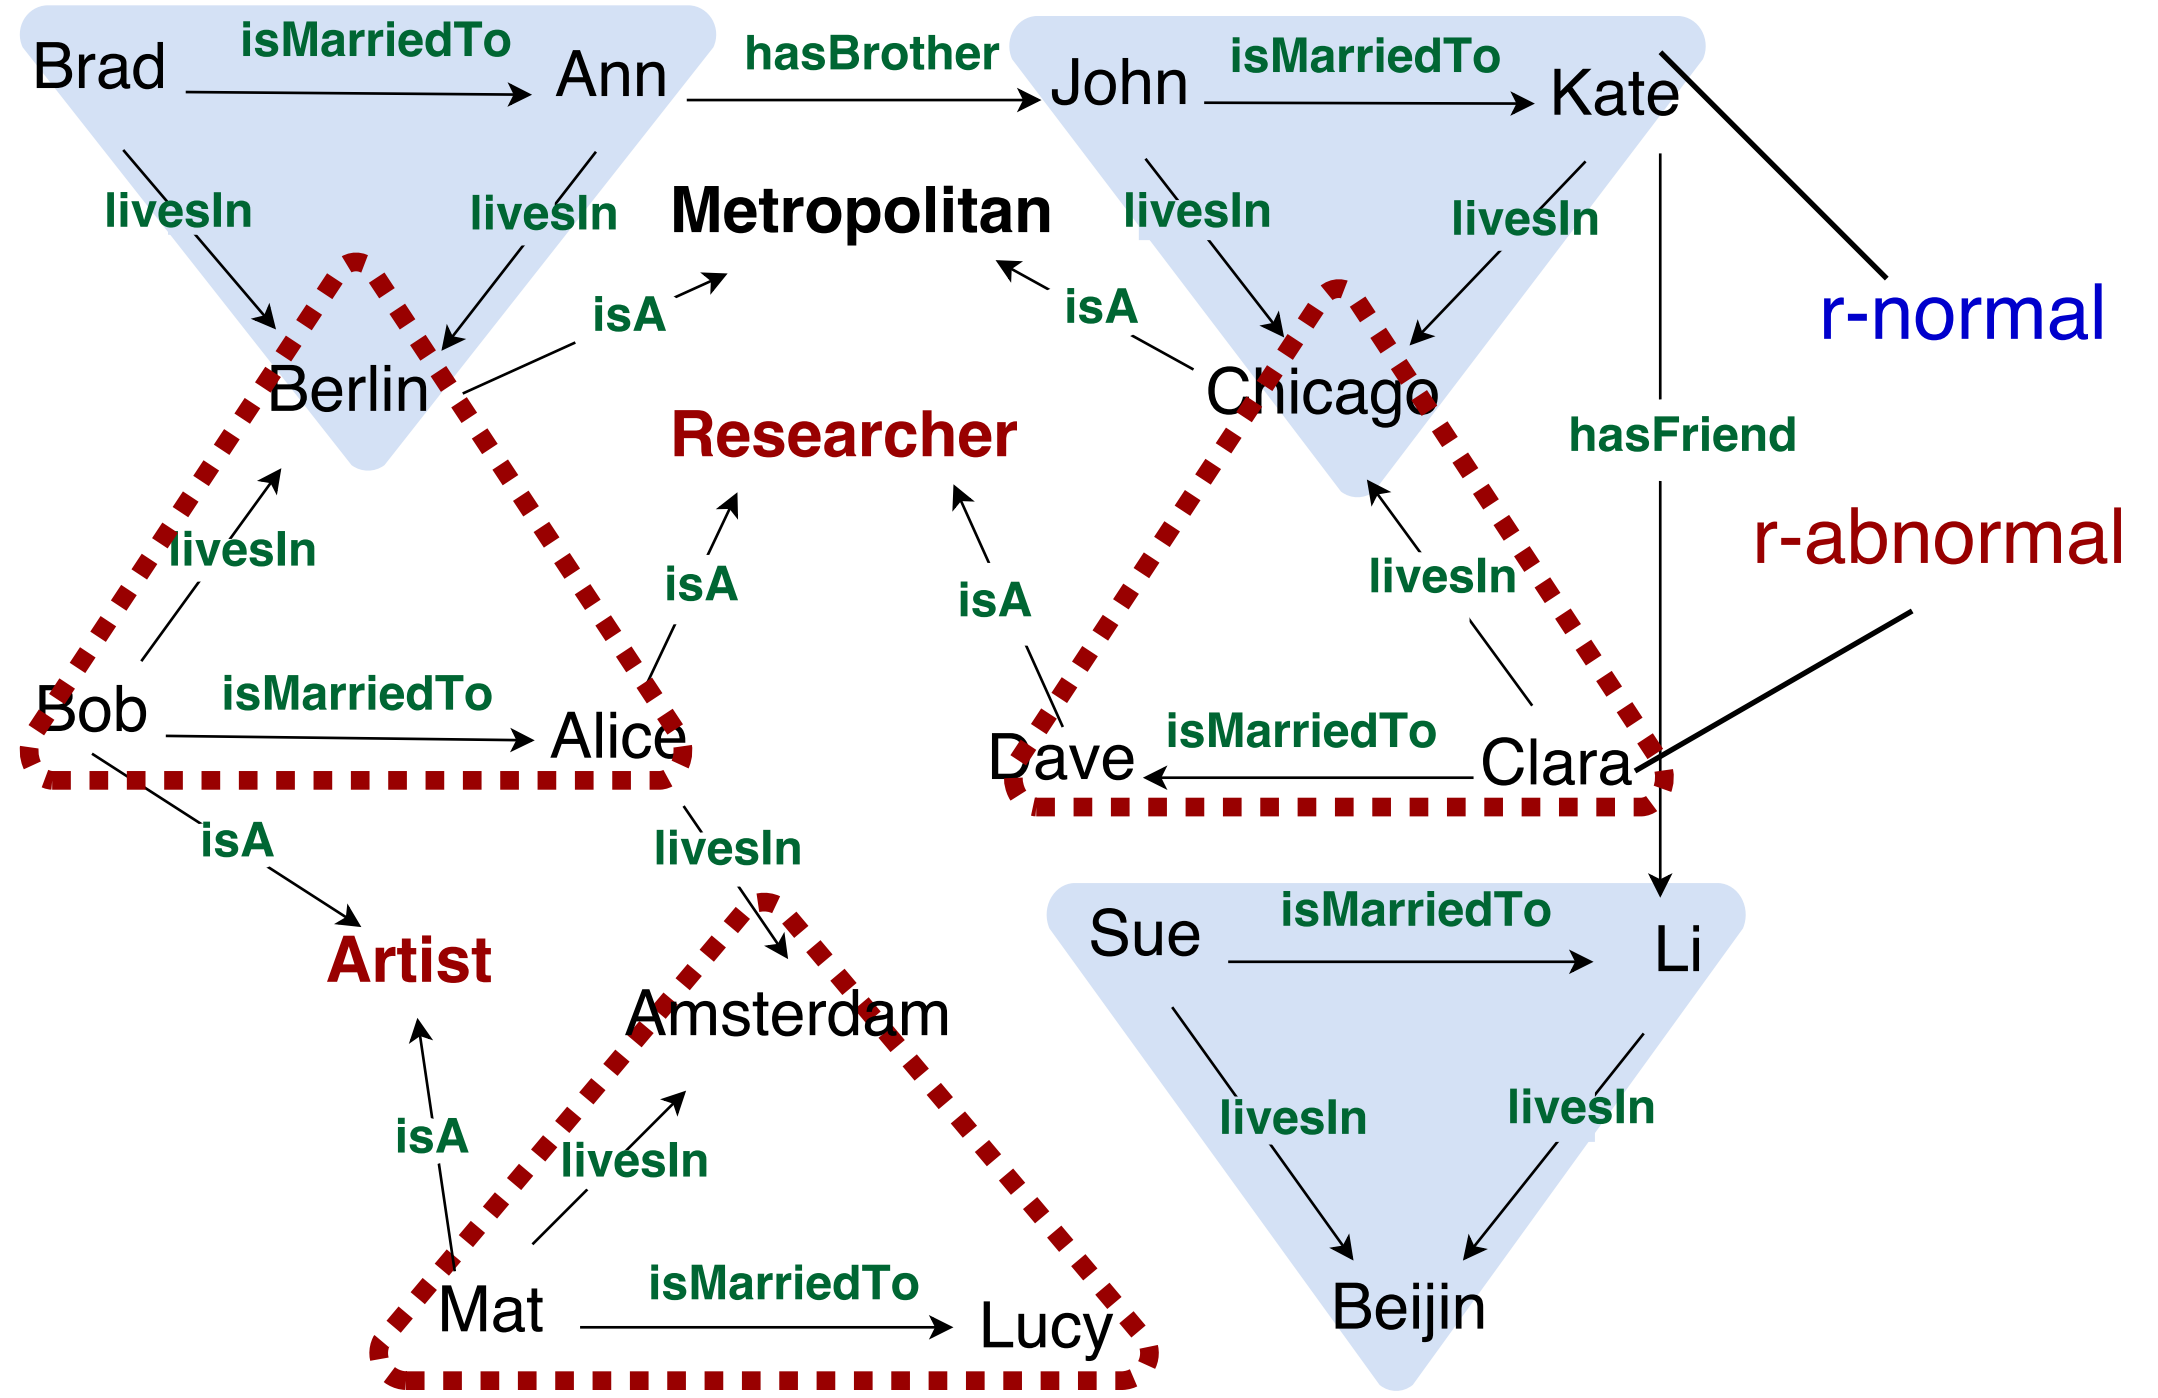 Brad
isMarriedTo
Ann
hasBrother
John
isMarriedTo
Kate
livesIn
livesIn
Metropolitan
livesIn
livesIn
isA
isA
r-normal
Berlin
Chicago
Researcher
hasFriend
livesIn
isA
isA
livesIn
r-abnormal
Bob
isMarriedTo
Alice
Dave
isMarriedTo
Clara
isA
livesIn
Artist
Sue
isMarriedTo
Li
Amsterdam
isA
livesIn
livesIn
livesIn
Mat
isMarriedTo
Lucy
Beijin